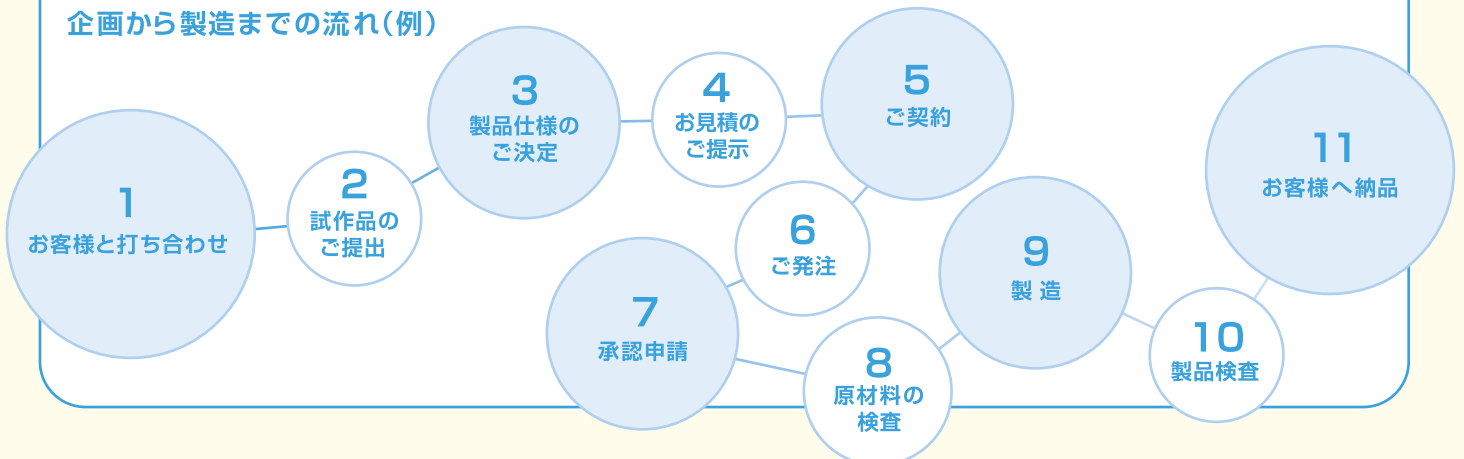 企画から製造までの流れ（例）
1
お客様と打ち合わせ
2
試作品の
ご提出
3
製品仕様の
ご決定
4
お見積の
ご提示
5
ご契約
6
ご発注
7
承認申請
8
原材料の
検査
9
製 造
10
製品検査
11
お客様へ納品